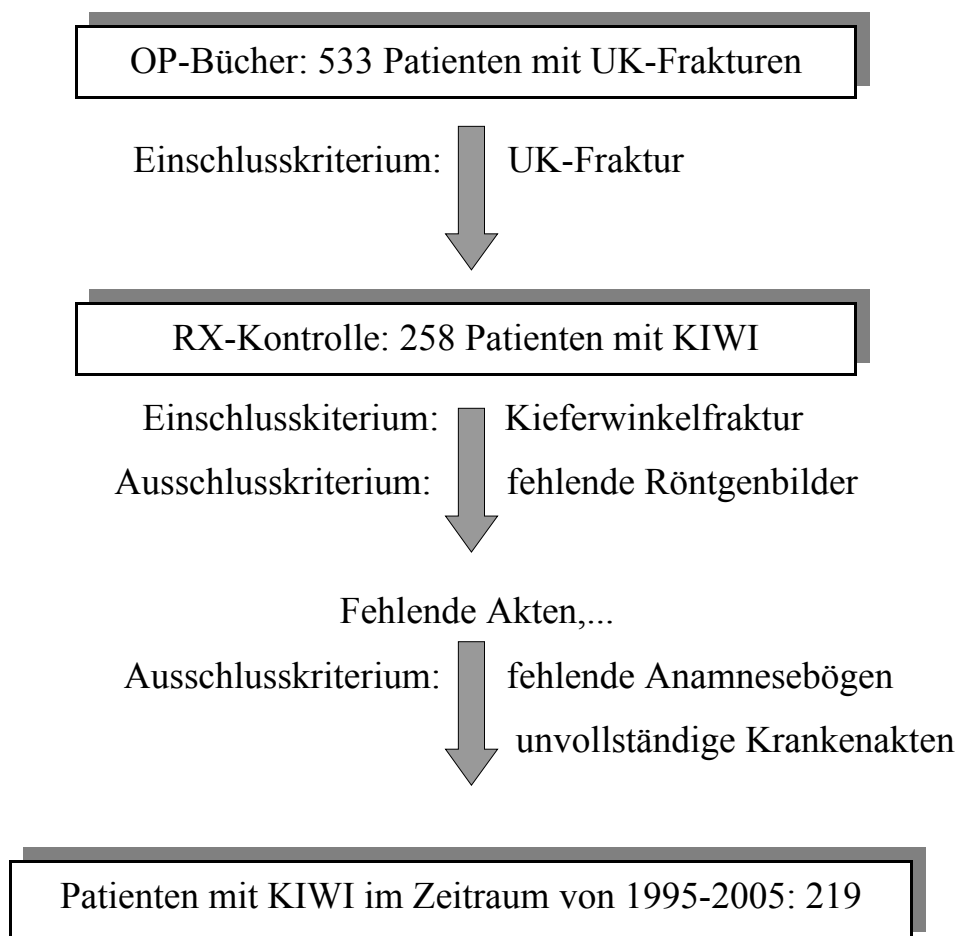 OP-Bücher: 533 Patienten mit UK-Frakturen
Einschlusskriterium: UK-Fraktur
RX-Kontrolle: 258 Patienten mit KIWI
Einschlusskiterium: Kieferwinkelfraktur
Ausschlusskriterium: fehlende Röntgenbilder
Fehlende Akten,...
Ausschlusskriterium: fehlende Anamnesebögen
unvollständige Krankenakten
Patienten mit KIWI im Zeitraum von 1995-2005: 219